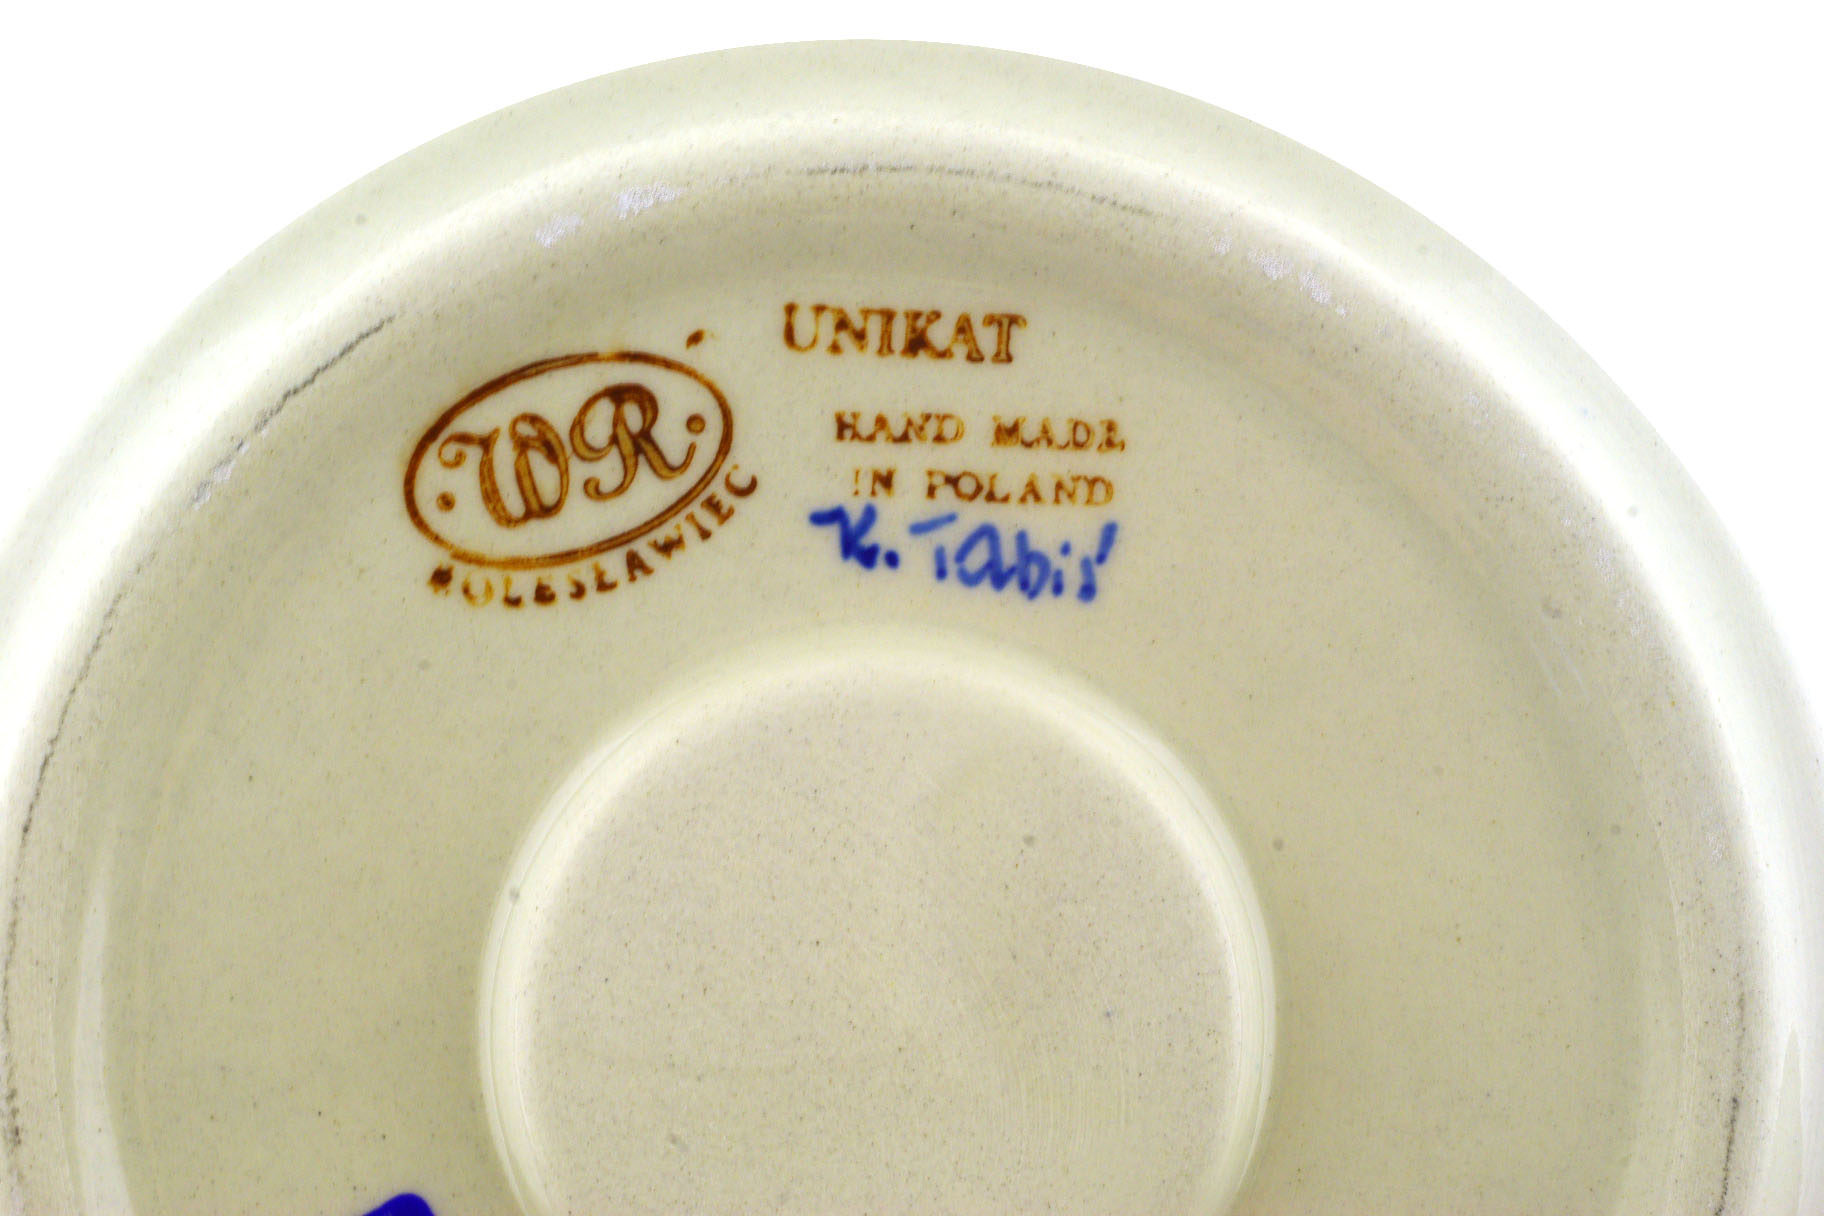 WR
BOLESŁAWIEC
UNIKAT
HAND MADE
IN POLAND
K. Tabiś